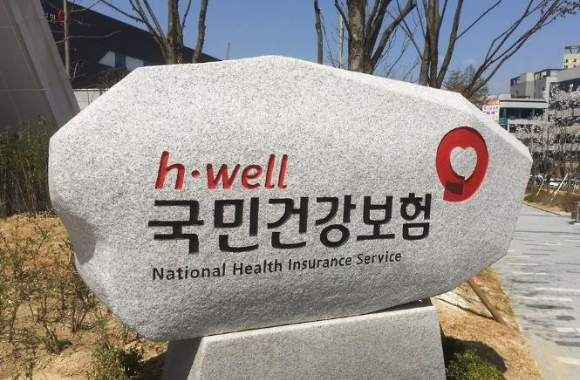 h·well
국민건강보험
National Health Insurance Service